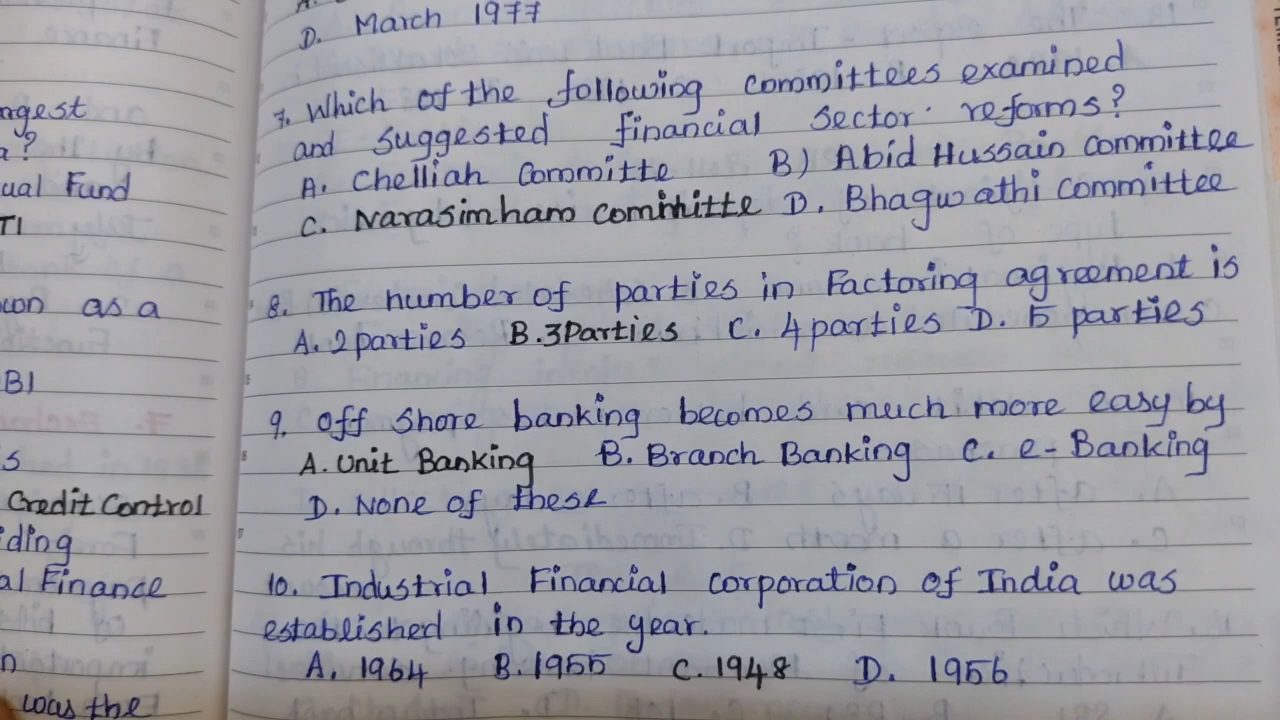 ngest
a?
ual Fund
TI
con as a
BI
s
Credit Control
iding
al Finance
n
was the
D. March 1977
7. Which of the following committees examined
and suggested financial sector reforms?
A. Chelliah Committe B) Abid Hussain committee
C. Narasimham committe D. Bhagwathi committee
8. The number of parties in Factoring agreement is
A. 2 parties B. 3 Parties C. 4 parties D. 5 parties
9. Off Shore banking becomes much more easy by
A. Unit Banking B. Branch Banking C. e- Banking
D. None of these
10. Industrial Financial corporation of India was
established in the year.
A. 1964 B. 1955 C. 1948 D. 1956